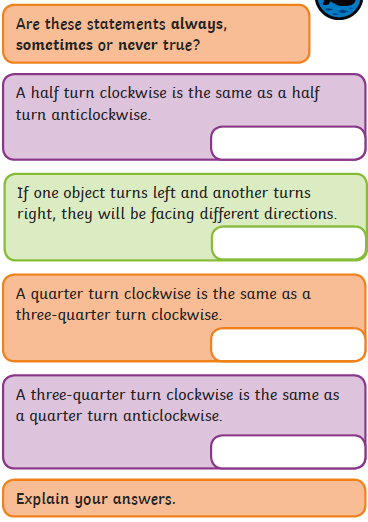 Are these statements always,
sometimes or never true?
A half turn clockwise is the same as a half
turn anticlockwise.
If one object turns left and another turns
right, they will be facing different directions.
A quarter turn clockwise is the same as a
three-quarter turn clockwise.
A three-quarter turn clockwise is the same as
a quarter turn anticlockwise.
Explain your answers.